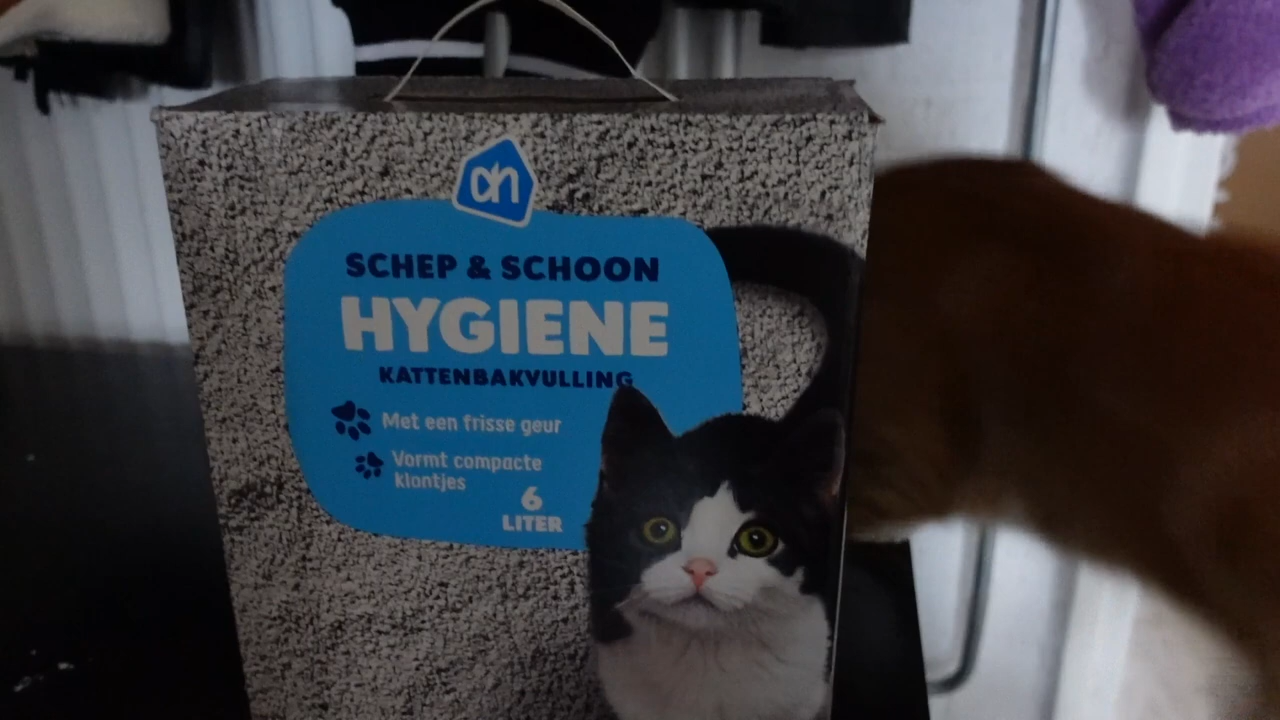 ah
SCHEP & SCHOON
HYGIENE
KATTENBAKVULLING
Met een frisse geur
Vormt compacte
klontjes
6
LITER